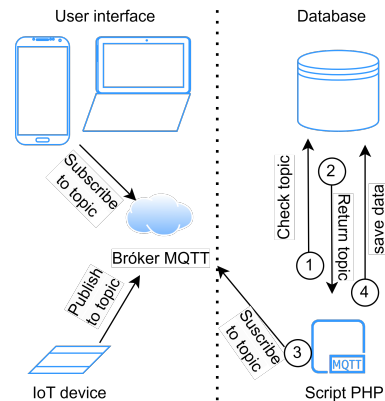 User interface
Database
Subscribe
to topic
Bróker MQTT
Publish
to topic
IoT device
Check topic
1
2
Return topic
save data
4
Suscribe
to topic
3
MQTT
Script PHP